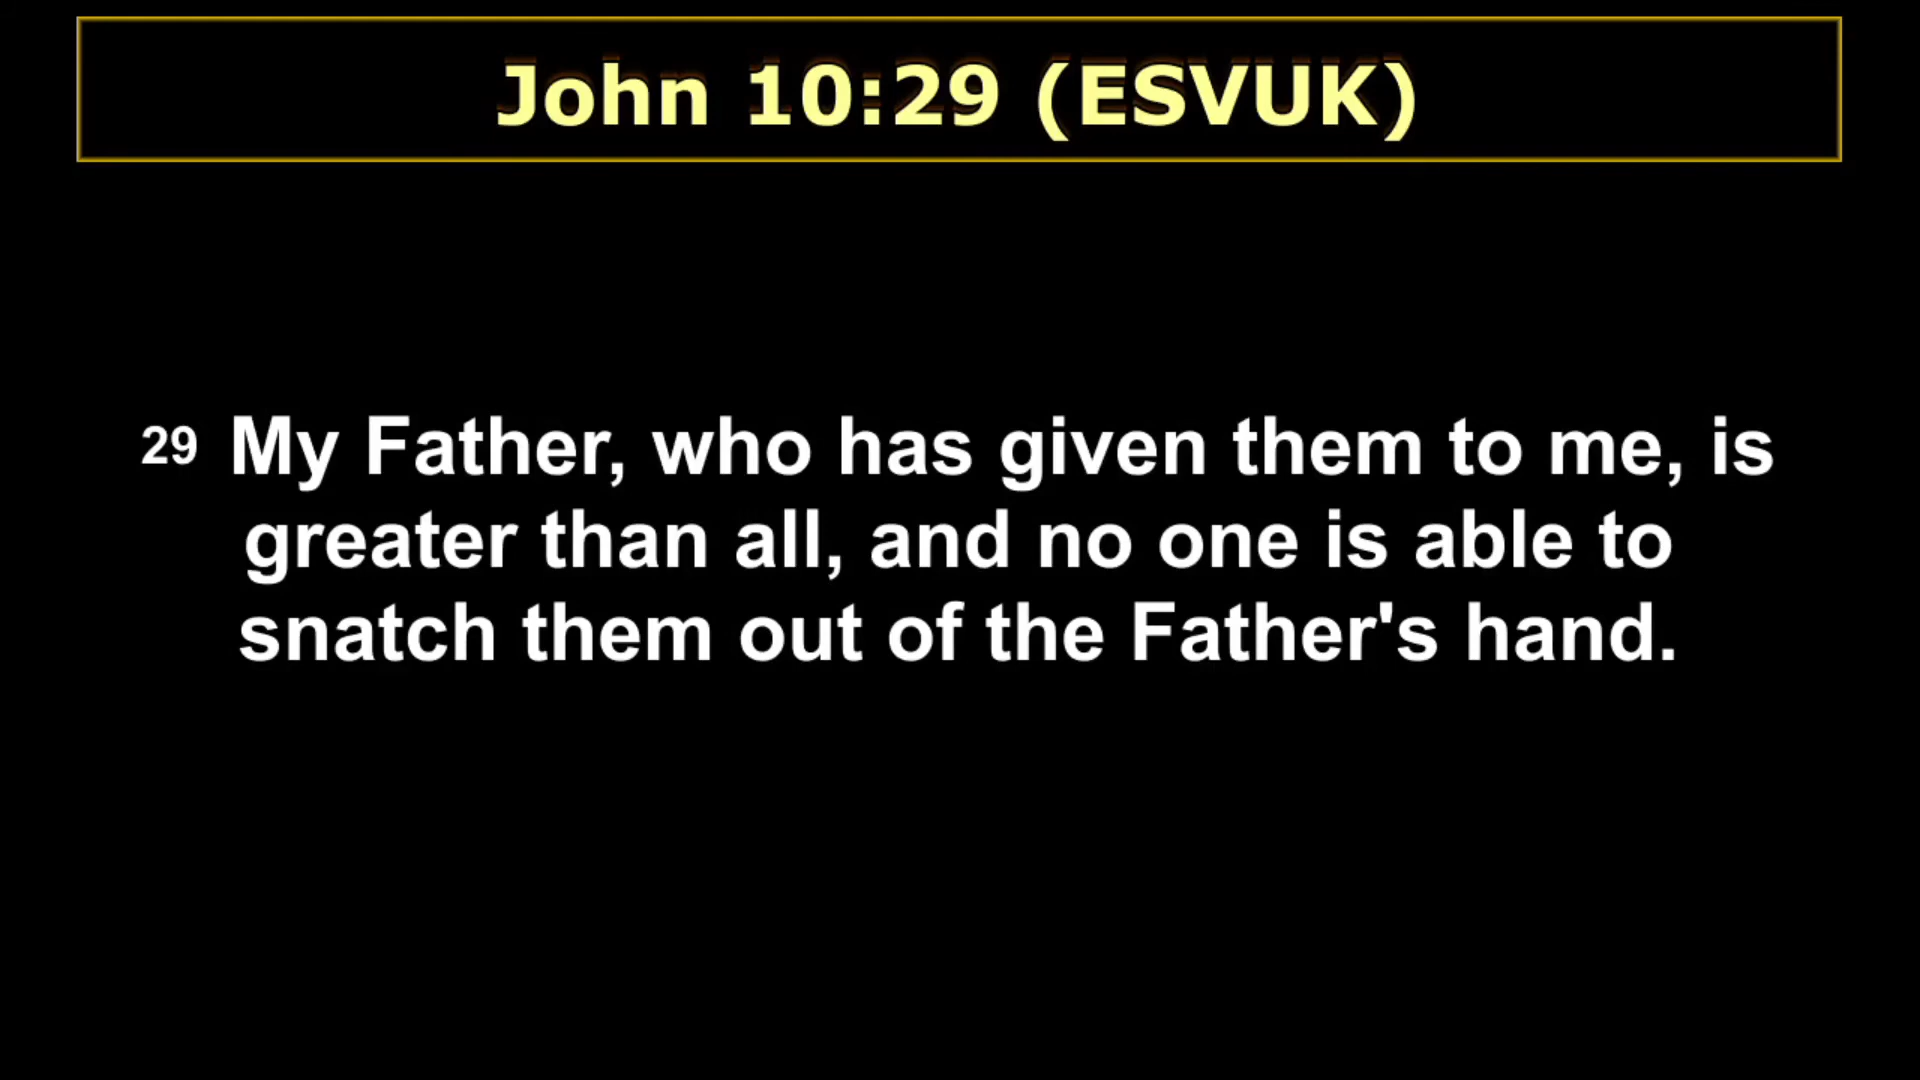 John 10:29 (ESVUK)
29 My Father, who has given them to me, is
greater than all, and no one is able to
snatch them out of the Father's hand.